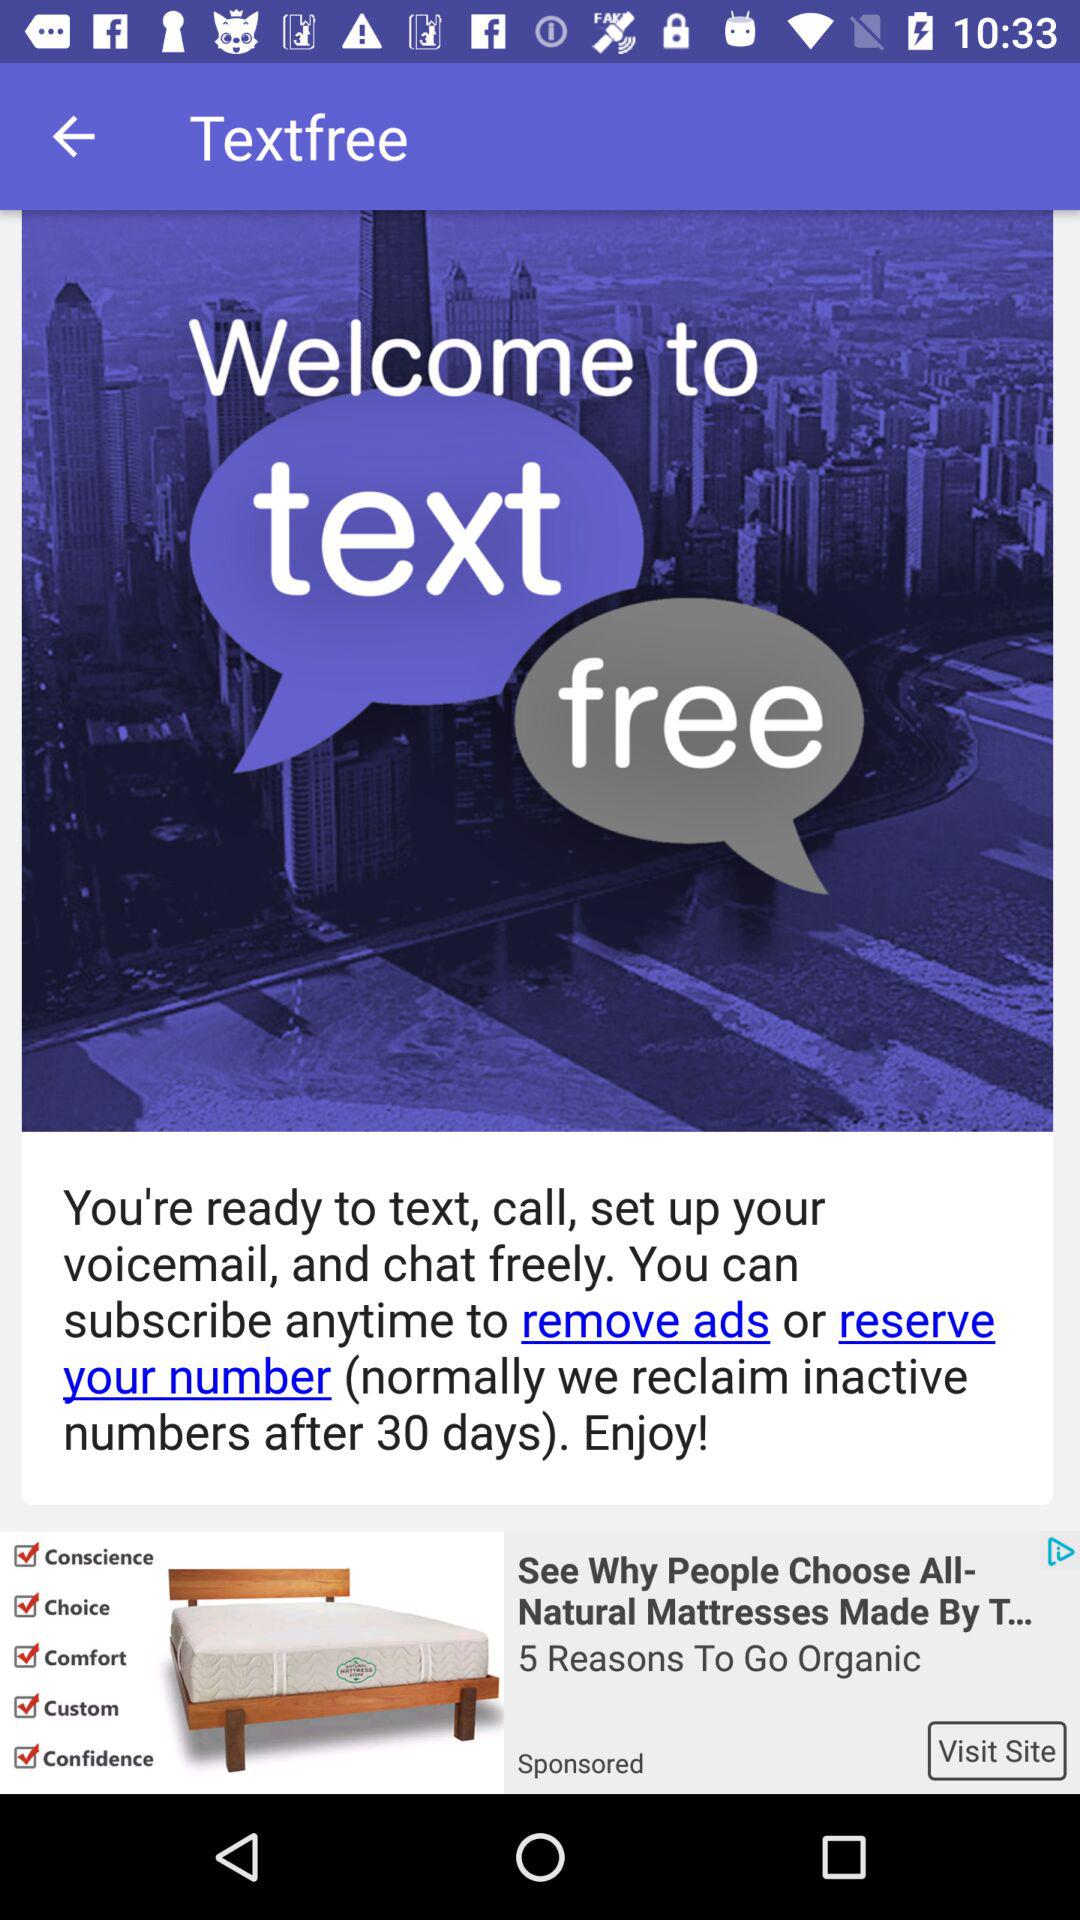 10:33
Textfree
Welcome to
text
free
You're ready to text, call, set up your
voicemail, and chat freely. You can
subscribe anytime to remove ads or reserve
your number (normally we reclaim inactive
numbers after 30 days). Enjoy!
Conscience
Choice
Comfort
Custom
Confidence
NATURAL
MATTRESS
STORE
See Why People Choose All-
Natural Mattresses Made By T...
5 Reasons To Go Organic
Sponsored
Visit Site